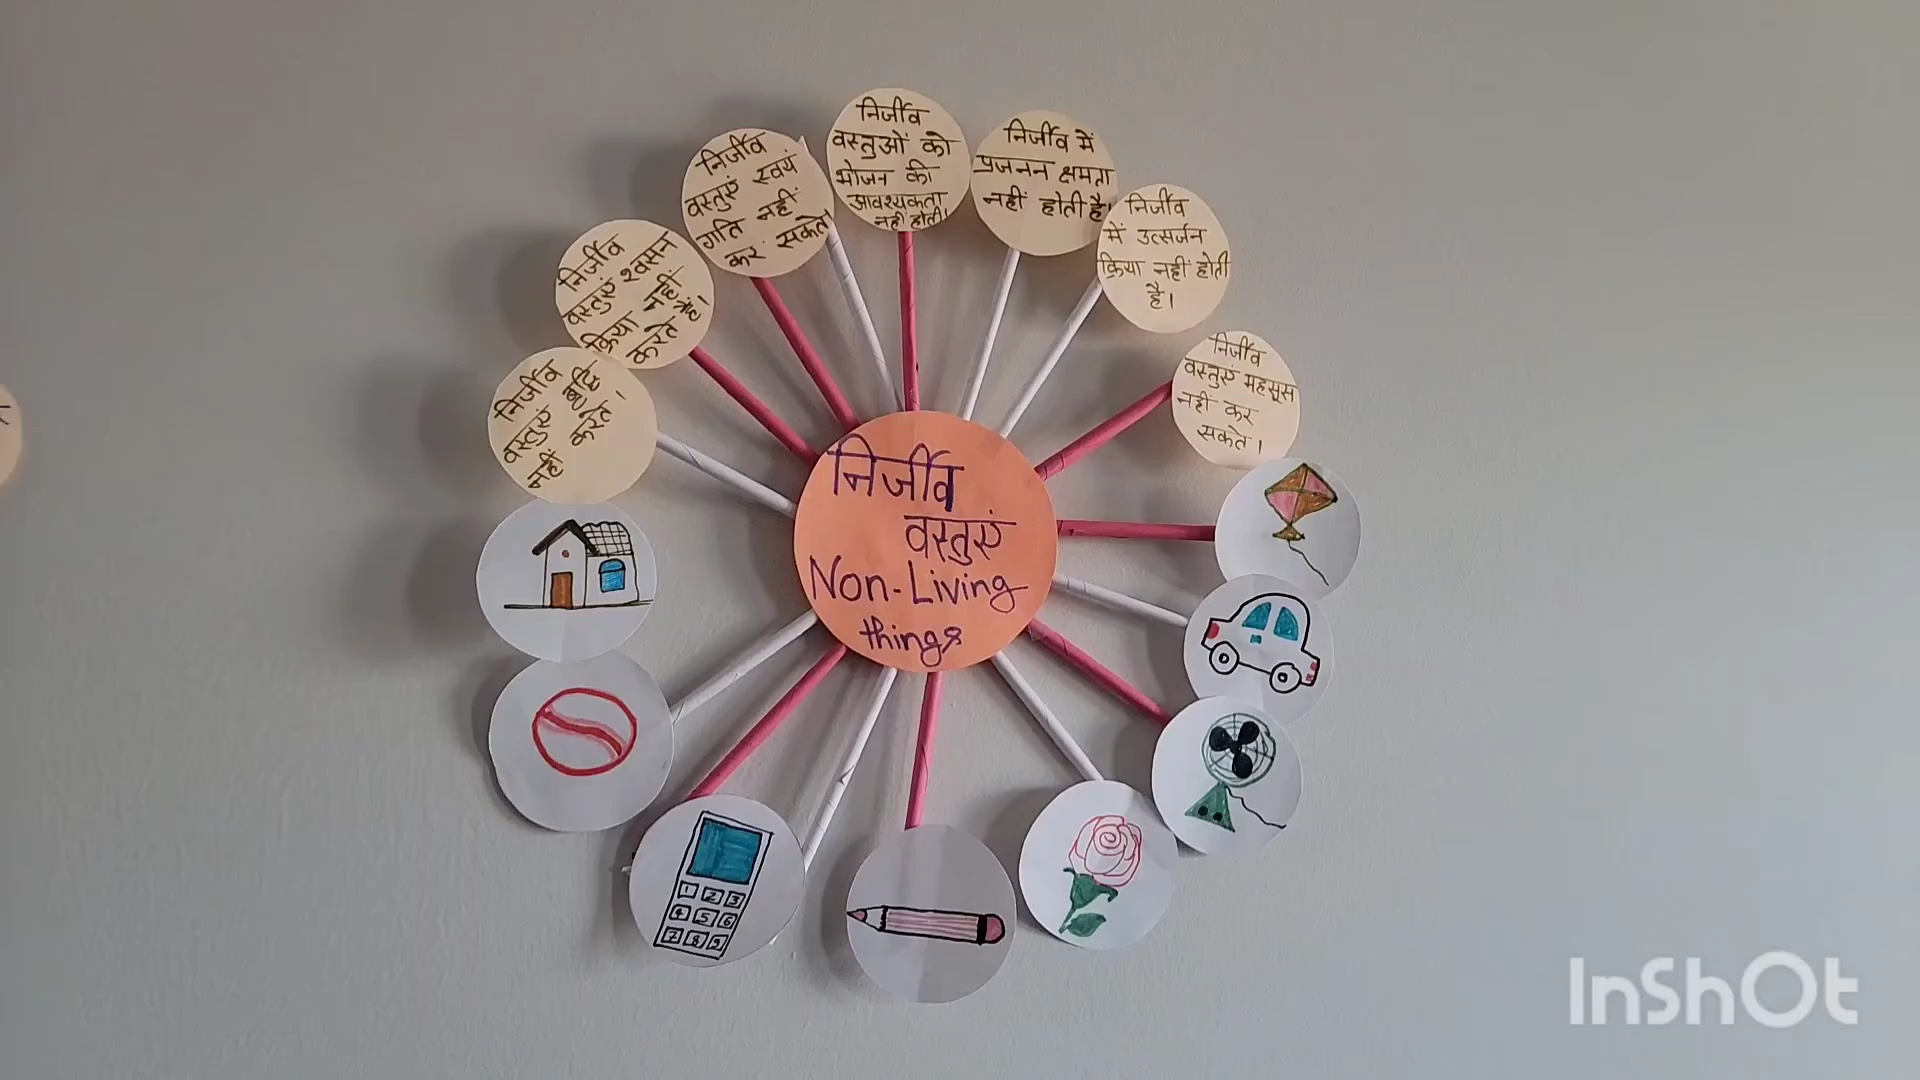 निर्जीव
वस्तुएं
Non-Living
things
निर्जीव
वस्तुएं
नहीं
करते
निर्जीव
वस्तुएं श्वसन
क्रिया नहीं
करते
निर्जीव
वस्तुएं स्वयं
गति नहीं
कर सकते
निर्जीव
वस्तुओं को
भोजन की
आवश्यकता
नहीं होती।
निर्जीव में
प्रजनन क्षमता
नहीं होती है।
निर्जीव
में उत्सर्जन
क्रिया नहीं होती
है।
निर्जीव
वस्तुएं महसूस
नहीं कर
सकते।
1 2 3
4 5 6
7 8 9
InShOt